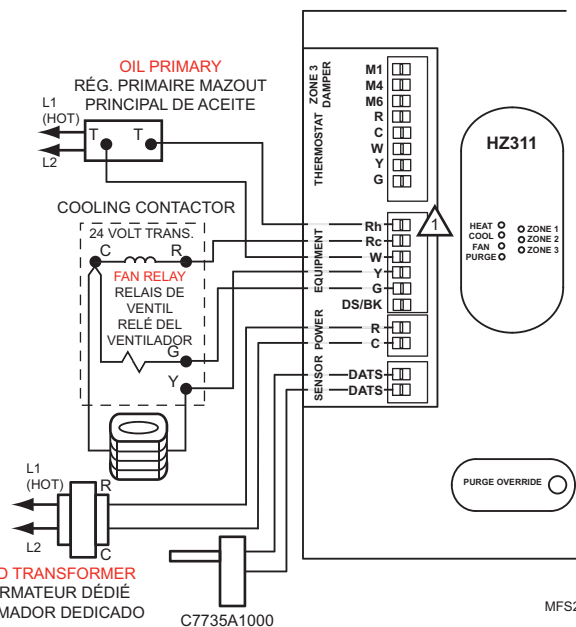 OIL PRIMARY
RÉG. PRIMAIRE MAZOUT
PRINCIPAL DE ACEITE
L1
(HOT)
L2
T
T
COOLING CONTACTOR
24 VOLT TRANS.
C
R
FAN RELAY
RELAIS DE
VENTIL
RELÉ DEL
VENTILADOR
G
Y
L1
(HOT)
L2
R
C
D TRANSFORMER
RMATEUR DÉDIÉ
MADOR DEDICADO
C7735A1000
ZONE 3
DAMPER
THERMOSTAT
M1
M4
M6
R
C
W
Y
G
EQUIPMENT
Rh
Rc
W
Y
G
DS/BK
1
POWER
R
C
SENSOR
DATS
DATS
HZ311
HEAT
COOL
FAN
PURGE
ZONE 1
ZONE 2
ZONE 3
PURGE OVERRIDE
MFS2